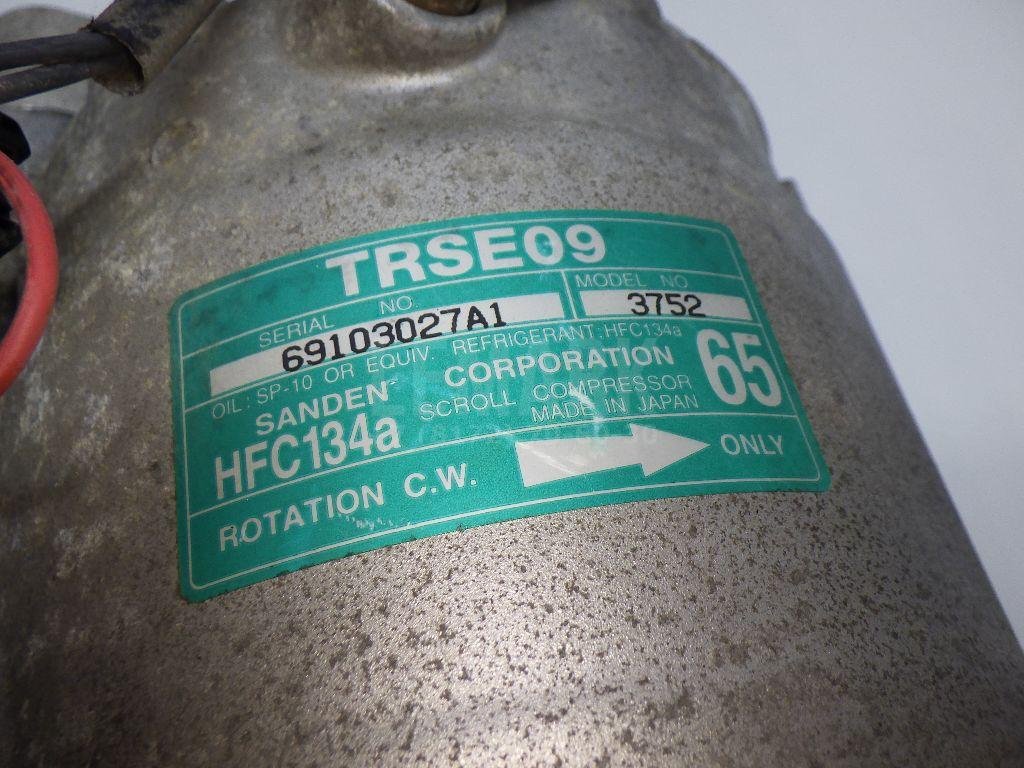 TRSE09
SERIAL NO. MODEL NO
69103027A1 3752
OIL: SP-10 OR EQUIV. REFRIGERANT:HFC134a
SANDEN CORPORATION 65
HFC134a SCROLL COMPRESSOR
MADE IN JAPAN
ROTATION C.W. ONLY